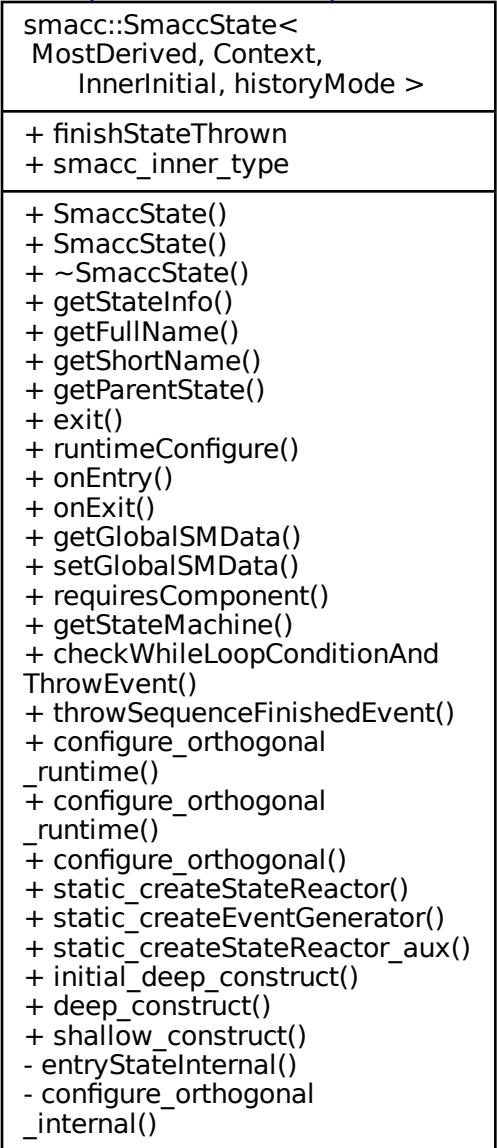 smacc::SmaccState<
MostDerived, Context,
InnerInitial, historyMode >
+ finishStateThrown
+ smacc_inner_type
+ SmaccState()
+ SmaccState()
+ ~SmaccState()
+ getStateInfo()
+ getFullName()
+ getShortName()
+ getParentState()
+ exit()
+ runtimeConfigure()
+ onEntry()
+ onExit()
+ getGlobalSMData()
+ setGlobalSMData()
+ requiresComponent()
+ getStateMachine()
+ checkWhileLoopConditionAnd
ThrowEvent()
+ throwSequenceFinishedEvent()
+ configure_orthogonal
_runtime()
+ configure_orthogonal
_runtime()
+ configure_orthogonal()
+ static_createStateReactor()
+ static_createEventGenerator()
+ static_createStateReactor_aux()
+ initial_deep_construct()
+ deep_construct()
+ shallow_construct()
- entryStateInternal()
- configure_orthogonal
_internal()